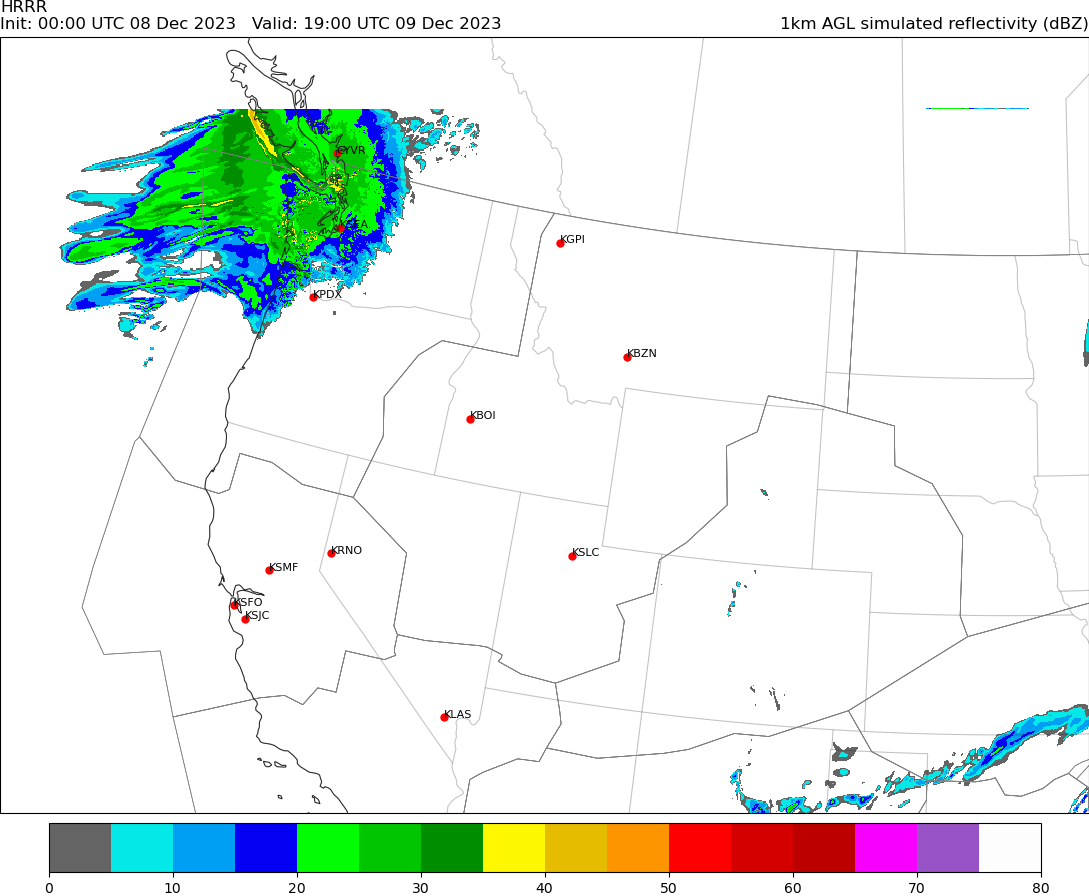 HRRR
Init: 00:00 UTC 08 Dec 2023   Valid: 19:00 UTC 09 Dec 2023   1km AGL simulated reflectivity (dBZ)
CYVR
KGPI
KPDX
KBZN
KBOI
KRNO
KSLC
KSMF
KSFO
KSJC
KLAS
0 10 20 30 40 50 60 70 80